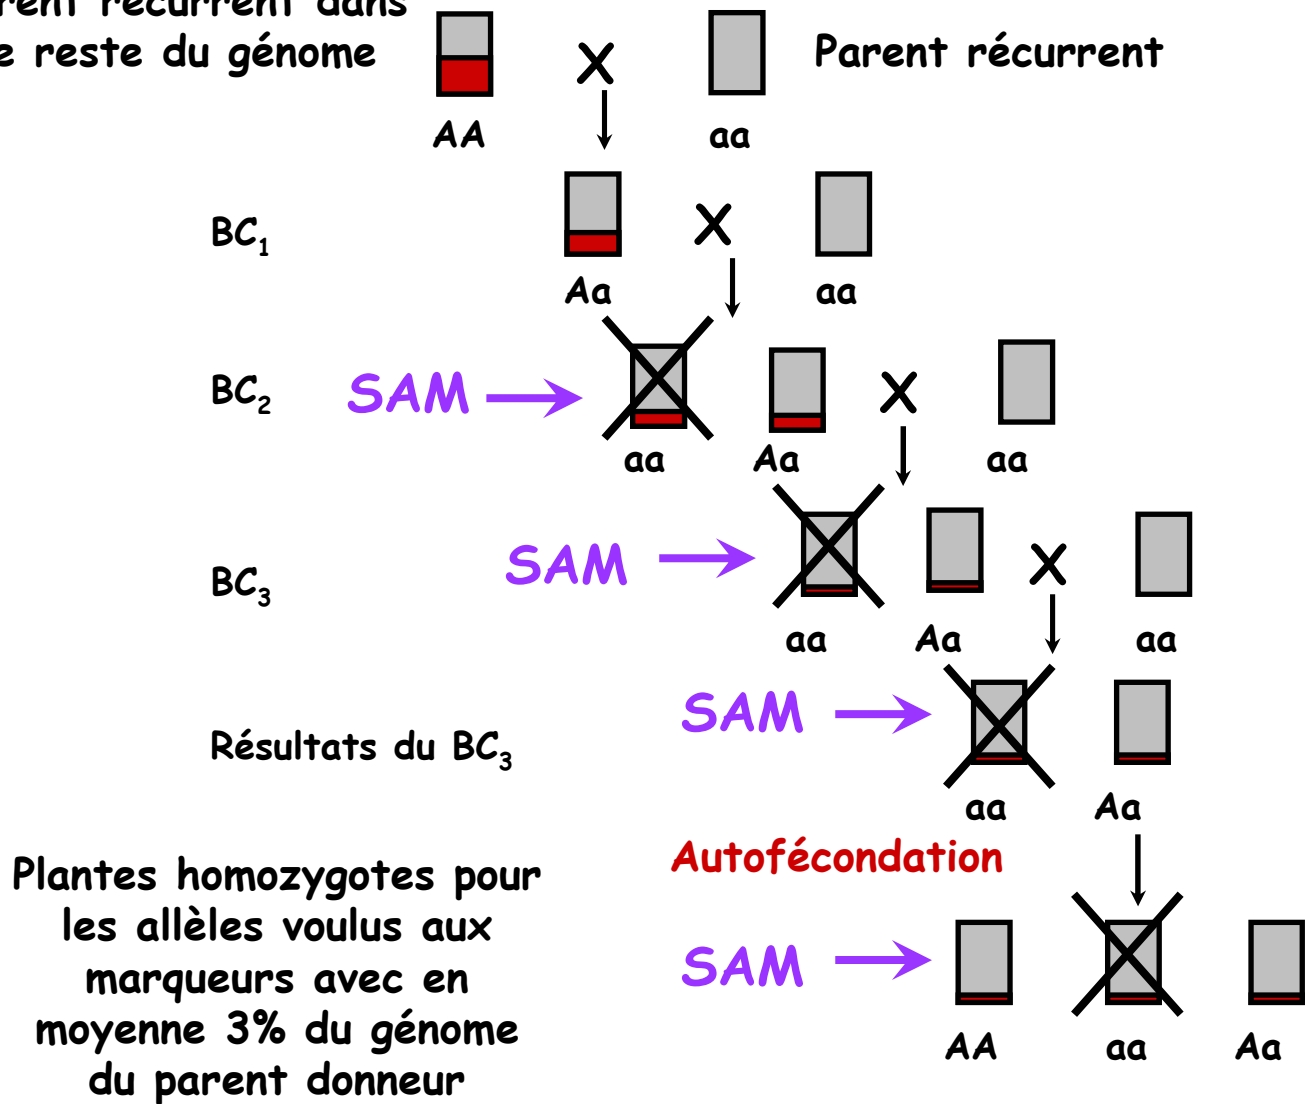 récurrent dans
reste du génome
Parent récurrent
X
AA
aa
BC₁
X
Aa
aa
BC₂
SAM
X
aa
Aa
aa
BC₃
SAM
X
aa
Aa
aa
Résultats du BC₃
SAM
aa
Aa
Autofécondation
Plantes homozygotes pour
les allèles voulus aux
marqueurs avec en
moyenne 3% du génome
du parent donneur
SAM
AA
aa
Aa